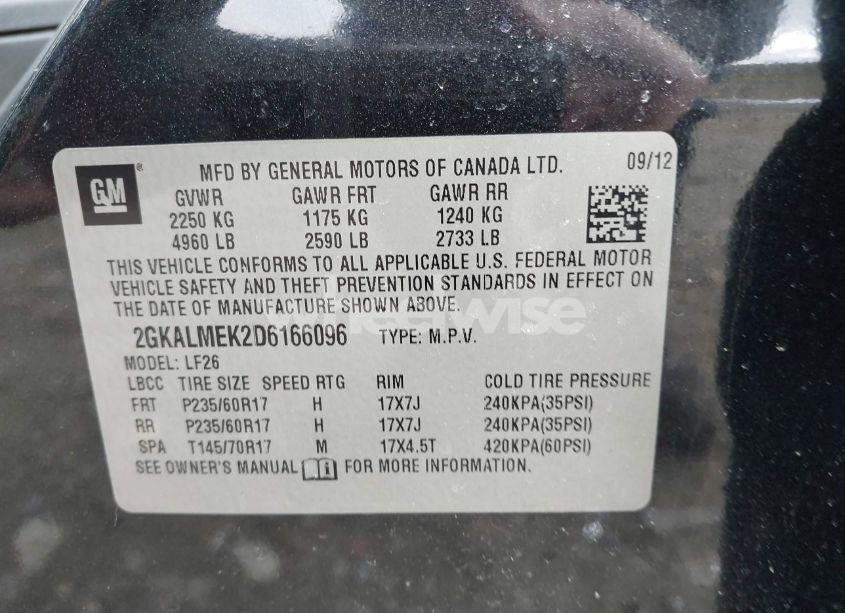 GM ®
MFD BY GENERAL MOTORS OF CANADA LTD. 09/12
GVWR GAWR FRT GAWR RR
2250 KG 1175 KG 1240 KG
4960 LB 2590 LB 2733 LB
THIS VEHICLE CONFORMS TO ALL APPLICABLE U.S. FEDERAL MOTOR
VEHICLE SAFETY AND THEFT PREVENTION STANDARDS IN EFFECT ON
THE DATE OF MANUFACTURE SHOWN ABOVE.
2GKALMEK2D6166096 TYPE: M.P.V.
MODEL: LF26
LBCC TIRE SIZE SPEED RTG RIM COLD TIRE PRESSURE
FRT P235/60R17 H 17X7J 240KPA(35PSI)
RR P235/60R17 H 17X7J 240KPA(35PSI)
SPA T145/70R17 M 17X4.5T 420KPA(60PSI)
SEE OWNER'S MANUAL FOR MORE INFORMATION.